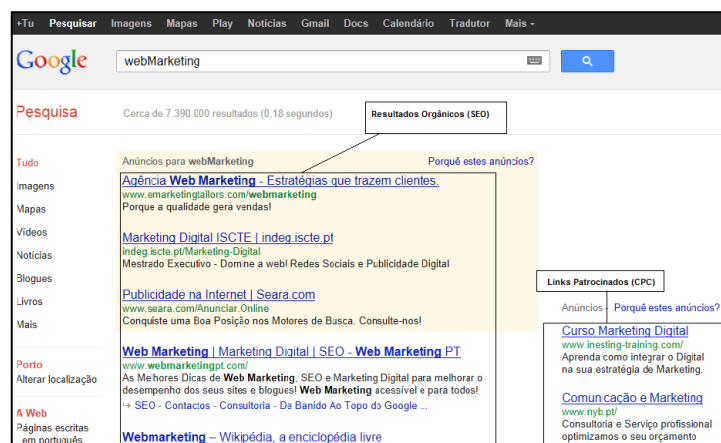 +Tu Pesquisar Imagens Mapas Play Notícias Gmail Docs Calendário Tradutor Mais
Google
webMarketing
Pesquisa
Cerca de 7.390.000 resultados (0,18 segundos)
Resultados Orgânicos (SEO)
Tudo
Imagens
Mapas
Vídeos
Notícias
Blogues
Livros
Mais
Porto
Alterar localização
A Web
Páginas escritas
em português
Anúncios para webMarketing
Porquê estes anúncios?
Agência Web Marketing - Estratégias que trazem clientes.
www.emarketingtailors.com/webmarketing
Porque a qualidade gera vendas!
Marketing Digital ISCTE | indeg.iscte.pt
indeg.iscte.pt/Marketing-Digital
Mestrado Executivo - Domine a web! Redes Sociais e Publicidade Digital
Publicidade na Internet | Seara.com
www.seara.com/Anunciar.Online
Conquiste uma Boa Posição nos Motores de Busca. Consulte-nos!
Web Marketing | Marketing Digital | SEO - Web Marketing PT
www.webmarketingpt.com/
As Melhores Dicas de Web Marketing, SEO e Marketing Digital para melhorar o
desempenho dos seus sites e blogues! Web Marketing acessível e para todos!
SEO - Contactos - Consultoria - De Banido Ao Topo do Google ...
Webmarketing – Wikipédia, a enciclopédia livre
Links Patrocinados (CPC)
Anúncios - Porquê estes anúncios?
Curso Marketing Digital
www.inesting-training.com/
Aprenda como integrar o Digital
na sua estratégia de Marketing.
Comunicação e Marketing
www.nyb.pt/
Consultoria e Serviço profissional
optimizamos o seu orçamento